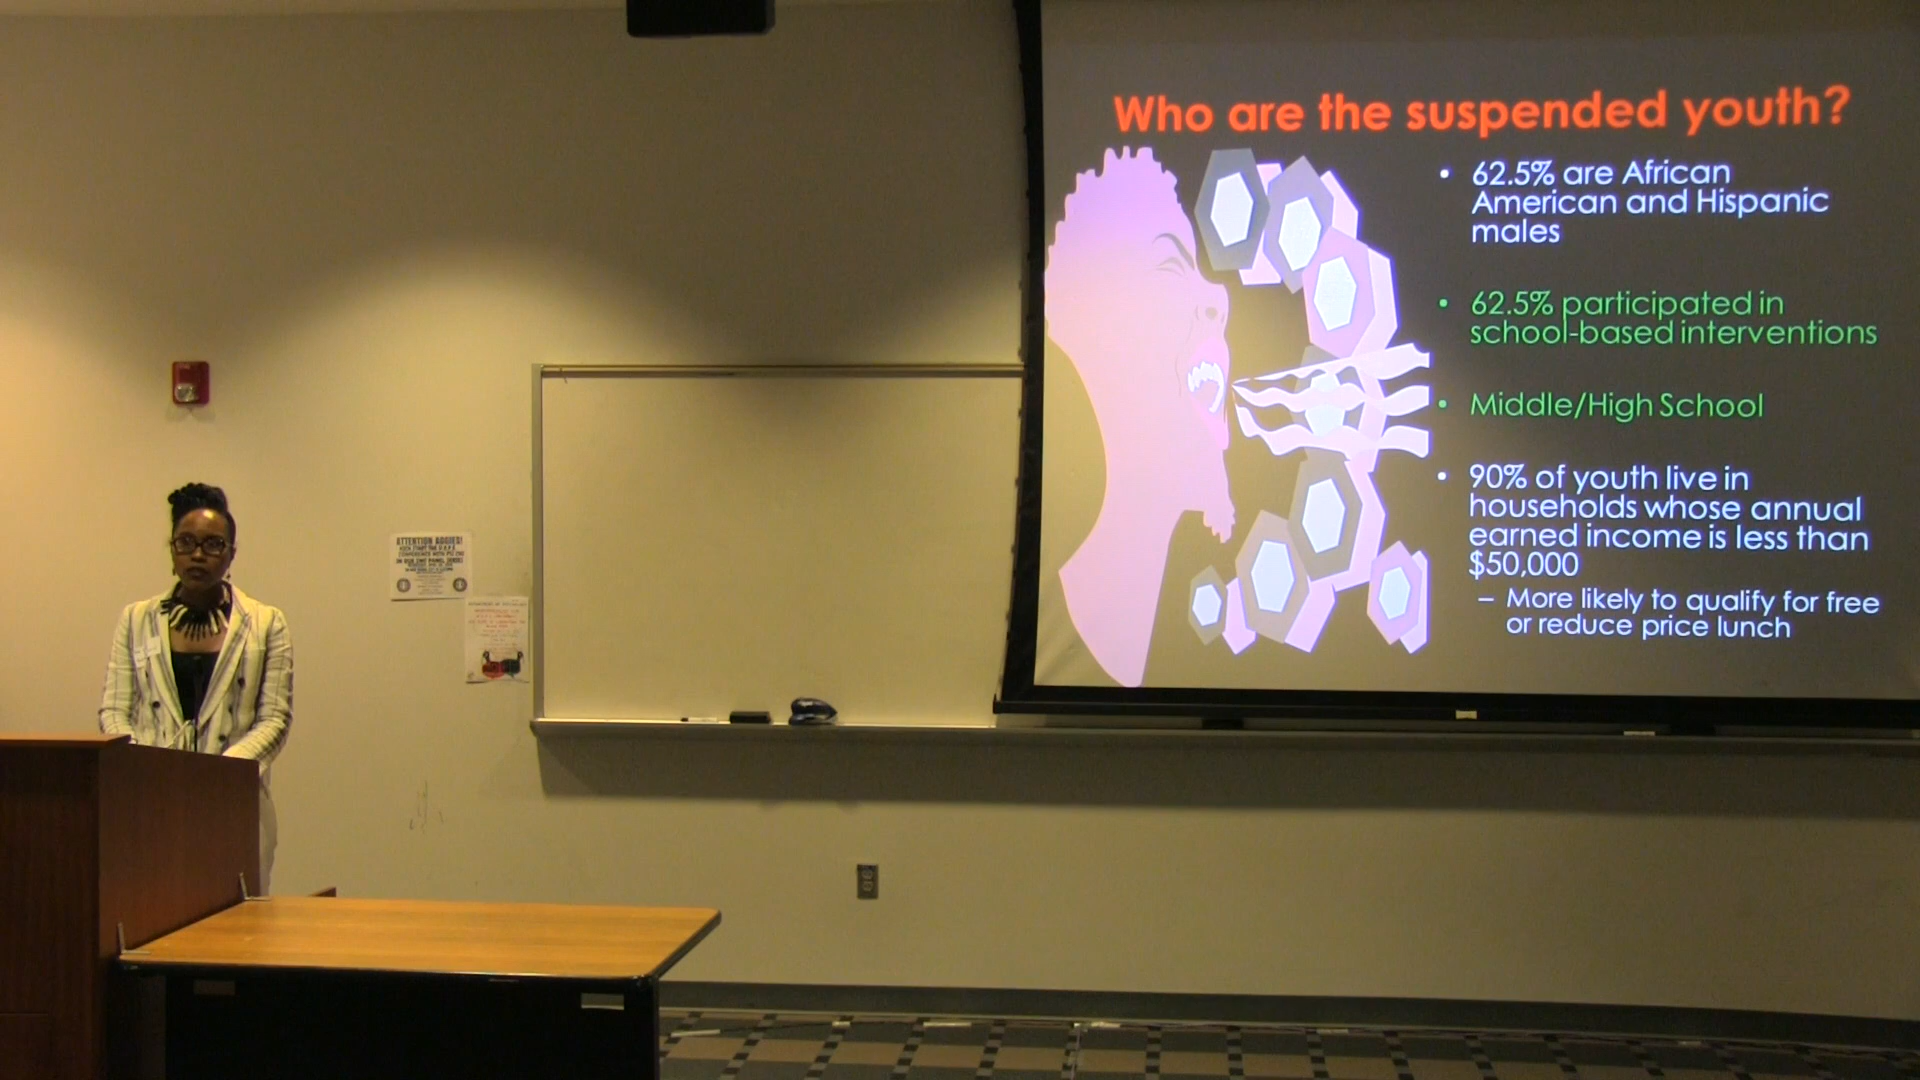 Who are the suspended youth?
• 62.5% are African
American and Hispanic
males
• 62.5% participated in
school-based interventions
• Middle/High School
• 90% of youth live in
households whose annual
earned income is less than
$50,000
– More likely to qualify for free
or reduce price lunch
ATTENTION AGGIES!